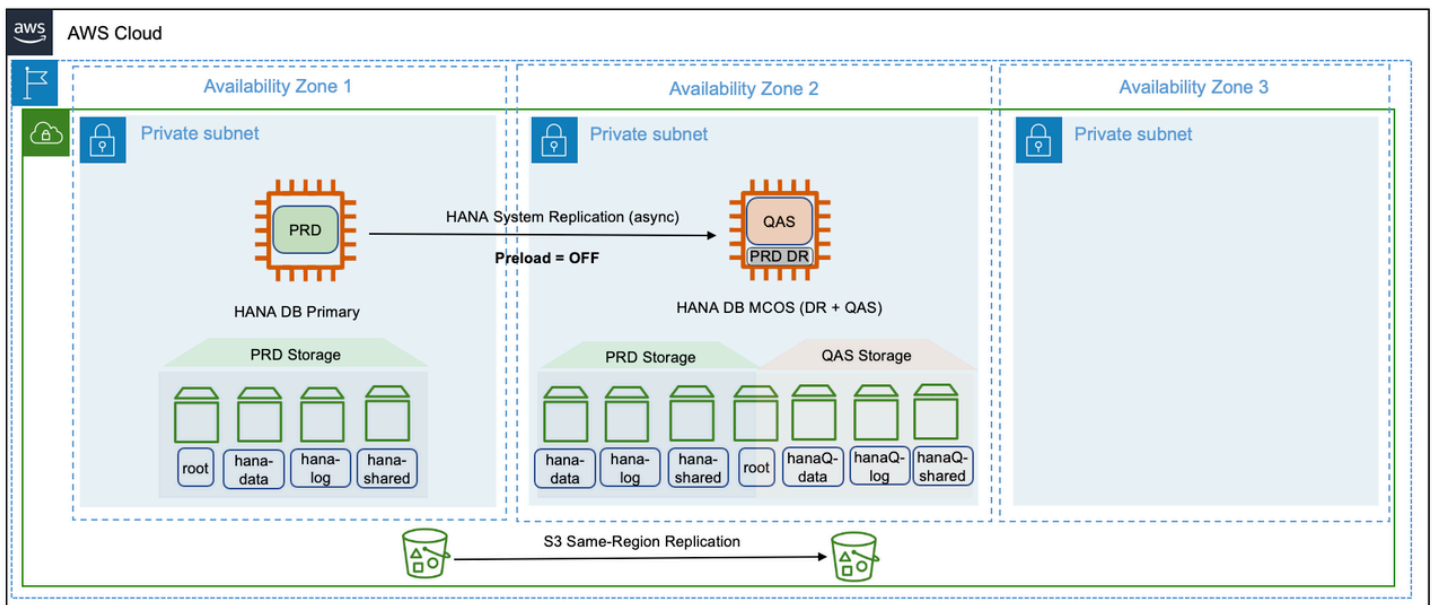 aws
AWS Cloud
Availability Zone 1
Availability Zone 2
Availability Zone 3
Private subnet
Private subnet
Private subnet
PRD
HANA System Replication (async)
Preload = OFF
QAS
PRD DR
HANA DB Primary
HANA DB MCOS (DR + QAS)
PRD Storage
PRD Storage
QAS Storage
root
hana-
data
hana-
log
hana-
shared
hana-
data
hana-
log
hana-
shared
root
hanaQ-
data
hanaQ-
log
hanaQ-
shared
S3 Same-Region Replication